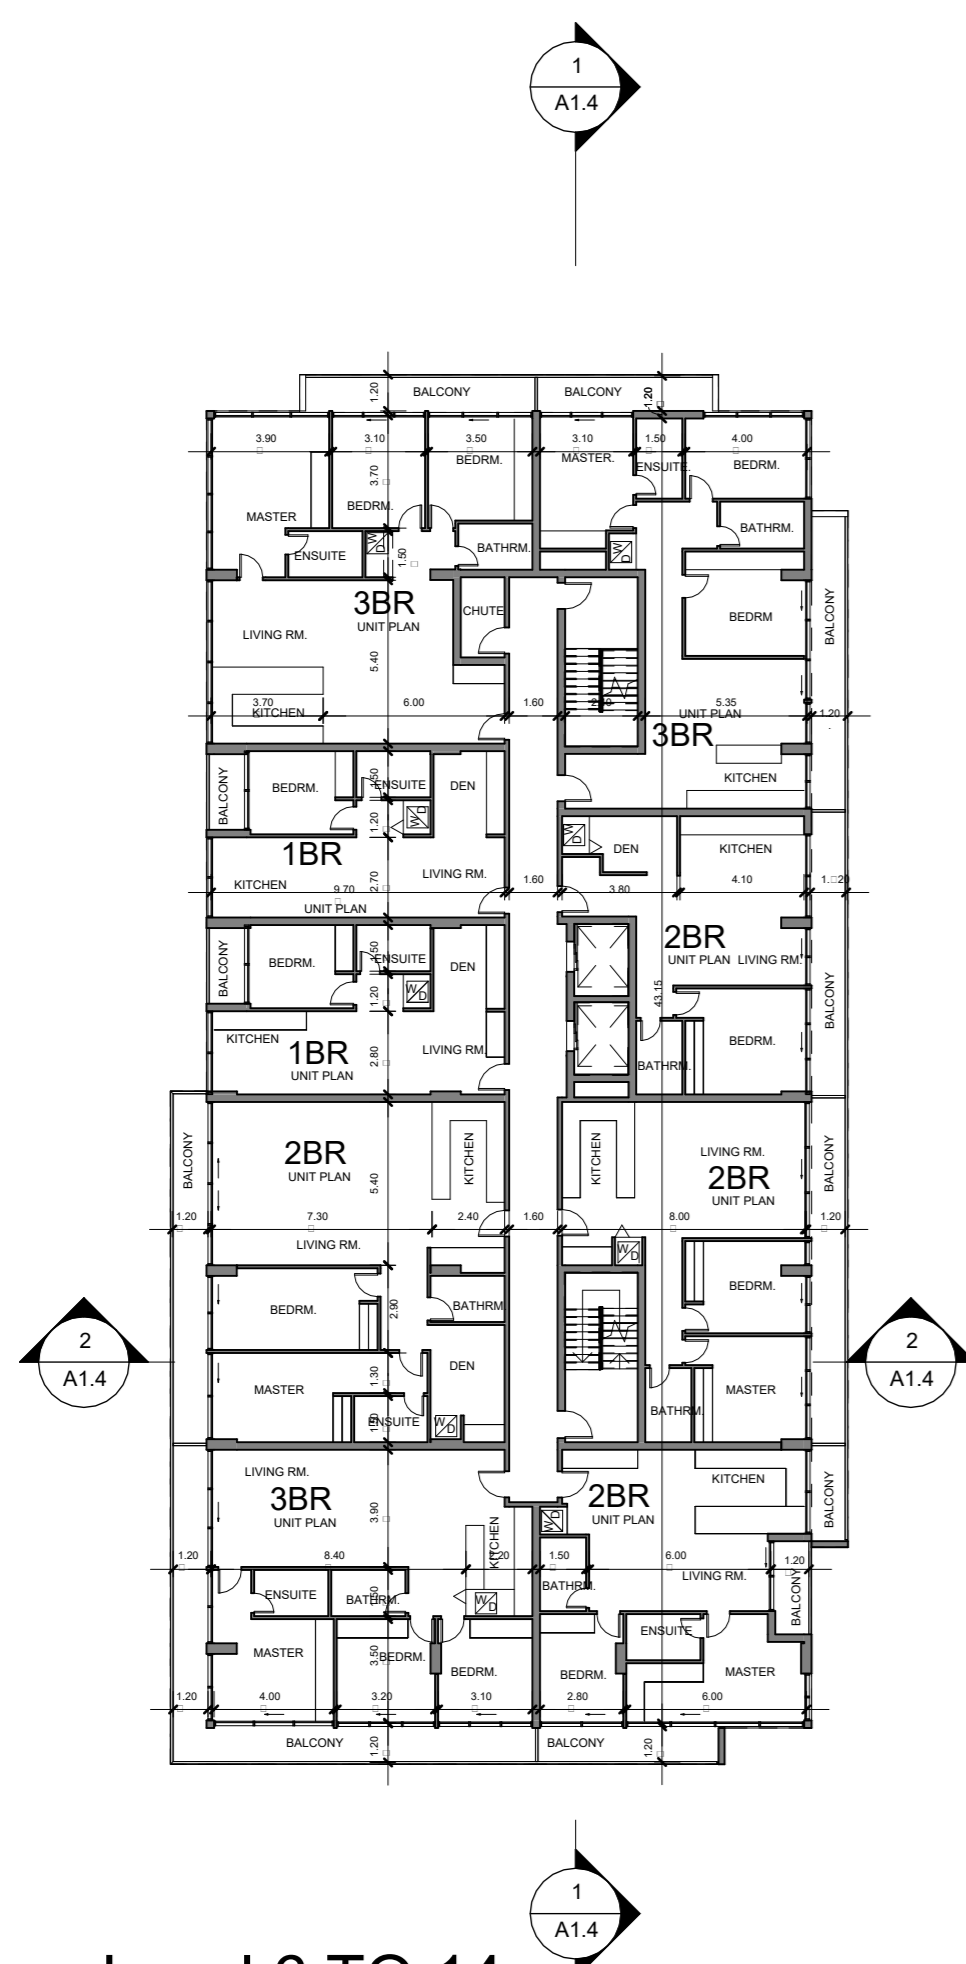 1
A1.4
BALCONY
BALCONY
1.20
1.20
3.90
3.10
3.50
3.10
1.50
4.00
BEDRM.
MASTER.
ENSUITE.
BEDRM.
3.70
BEDRM.
MASTER
BATHRM.
BATHRM.
ENSUITE
W
D
W
D
1.50
3BR
UNIT PLAN
CHUTE
BEDRM
BALCONY
LIVING RM.
5.40
3.70
KITCHEN
6.00
1.60
5.35
UNIT PLAN
1.20
3BR
BALCONY
BEDRM.
1.50
ENSUITE
DEN
KITCHEN
1.20
W
D
1BR
W
D
DEN
KITCHEN
KITCHEN
9.70
2.70
LIVING RM.
1.60
3.80
4.10
1.20
UNIT PLAN
BALCONY
BEDRM.
1.50
ENSUITE
DEN
2BR
UNIT PLAN
LIVING RM.
1.20
W
D
43.15
BALCONY
KITCHEN
1BR
UNIT PLAN
2.80
LIVING RM.
BEDRM.
BATHRM.
BALCONY
2BR
UNIT PLAN
KITCHEN
KITCHEN
LIVING RM.
2BR
UNIT PLAN
BALCONY
5.40
1.20
7.30
2.40
1.60
8.00
1.20
LIVING RM.
W
D
BEDRM.
2.90
BATHRM.
BEDRM.
2
A1.4
2
A1.4
MASTER
1.30
DEN
MASTER
ENSUITE
W
D
BATHRM.
LIVING RM.
3BR
UNIT PLAN
3.90
KITCHEN
2BR
UNIT PLAN
KITCHEN
BALCONY
W
D
1.20
8.40
1.50
6.00
1.20
ENSUITE
BATHRM.
1.50
W
D
BATHRM.
LIVING RM.
BALCONY
MASTER
3.50
BEDRM.
BEDRM.
BEDRM.
ENSUITE
MASTER
1.20
4.00
3.20
3.10
2.80
6.00
BALCONY
1.20
BALCONY
1.20
1
A1.4